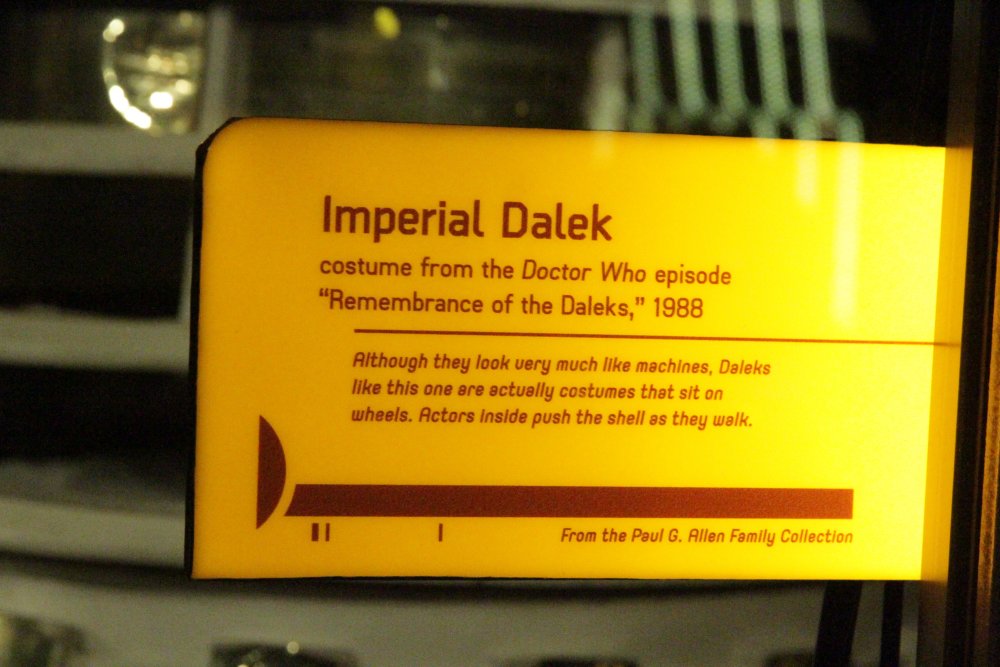 Imperial Dalek
costume from the Doctor Who episode
“Remembrance of the Daleks,” 1988
Although they look very much like machines, Daleks
like this one are actually costumes that sit on
wheels. Actors inside push the shell as they walk.
From the Paul G. Allen Family Collection